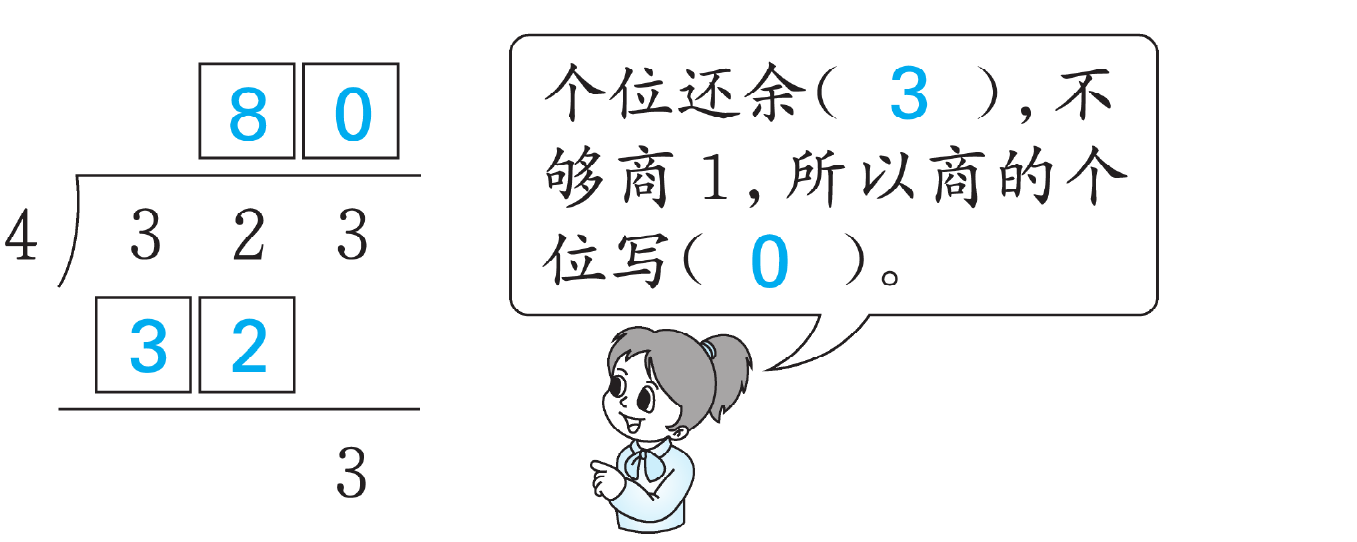 8 0
4 3 2 3
3 2
3
个位还余( 3 ),不
够商1,所以商的个
位写( 0 )。